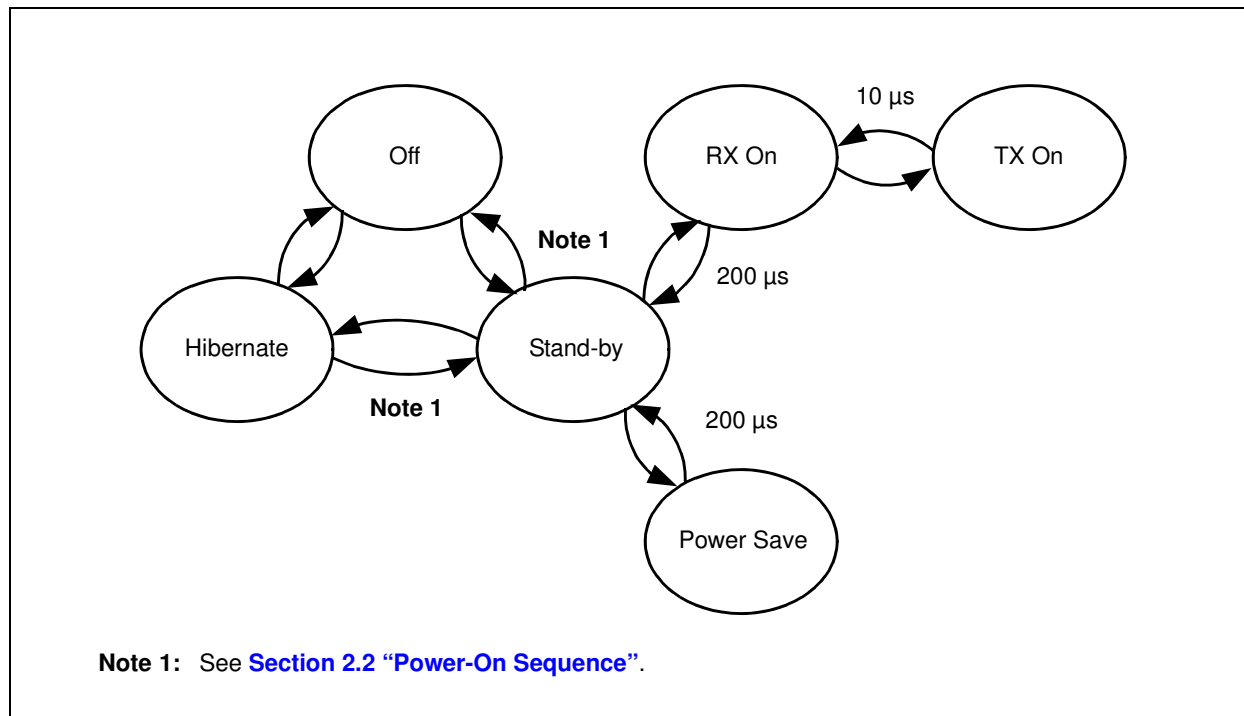 10 µs
Off
RX On
TX On
Note 1
200 µs
Hibernate
Stand-by
Note 1
200 µs
Power Save
Note 1: See Section 2.2 “Power-On Sequence”.